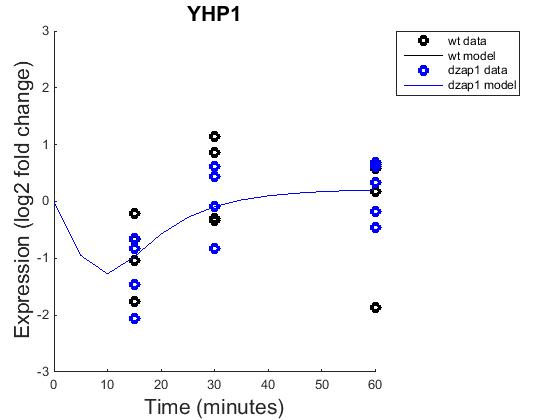 YHP1
Expression (log2 fold change)
3
2
1
0
-1
-2
-3
0 10 20 30 40 50 60
Time (minutes)
wt data
wt model
dzap1 data
dzap1 model